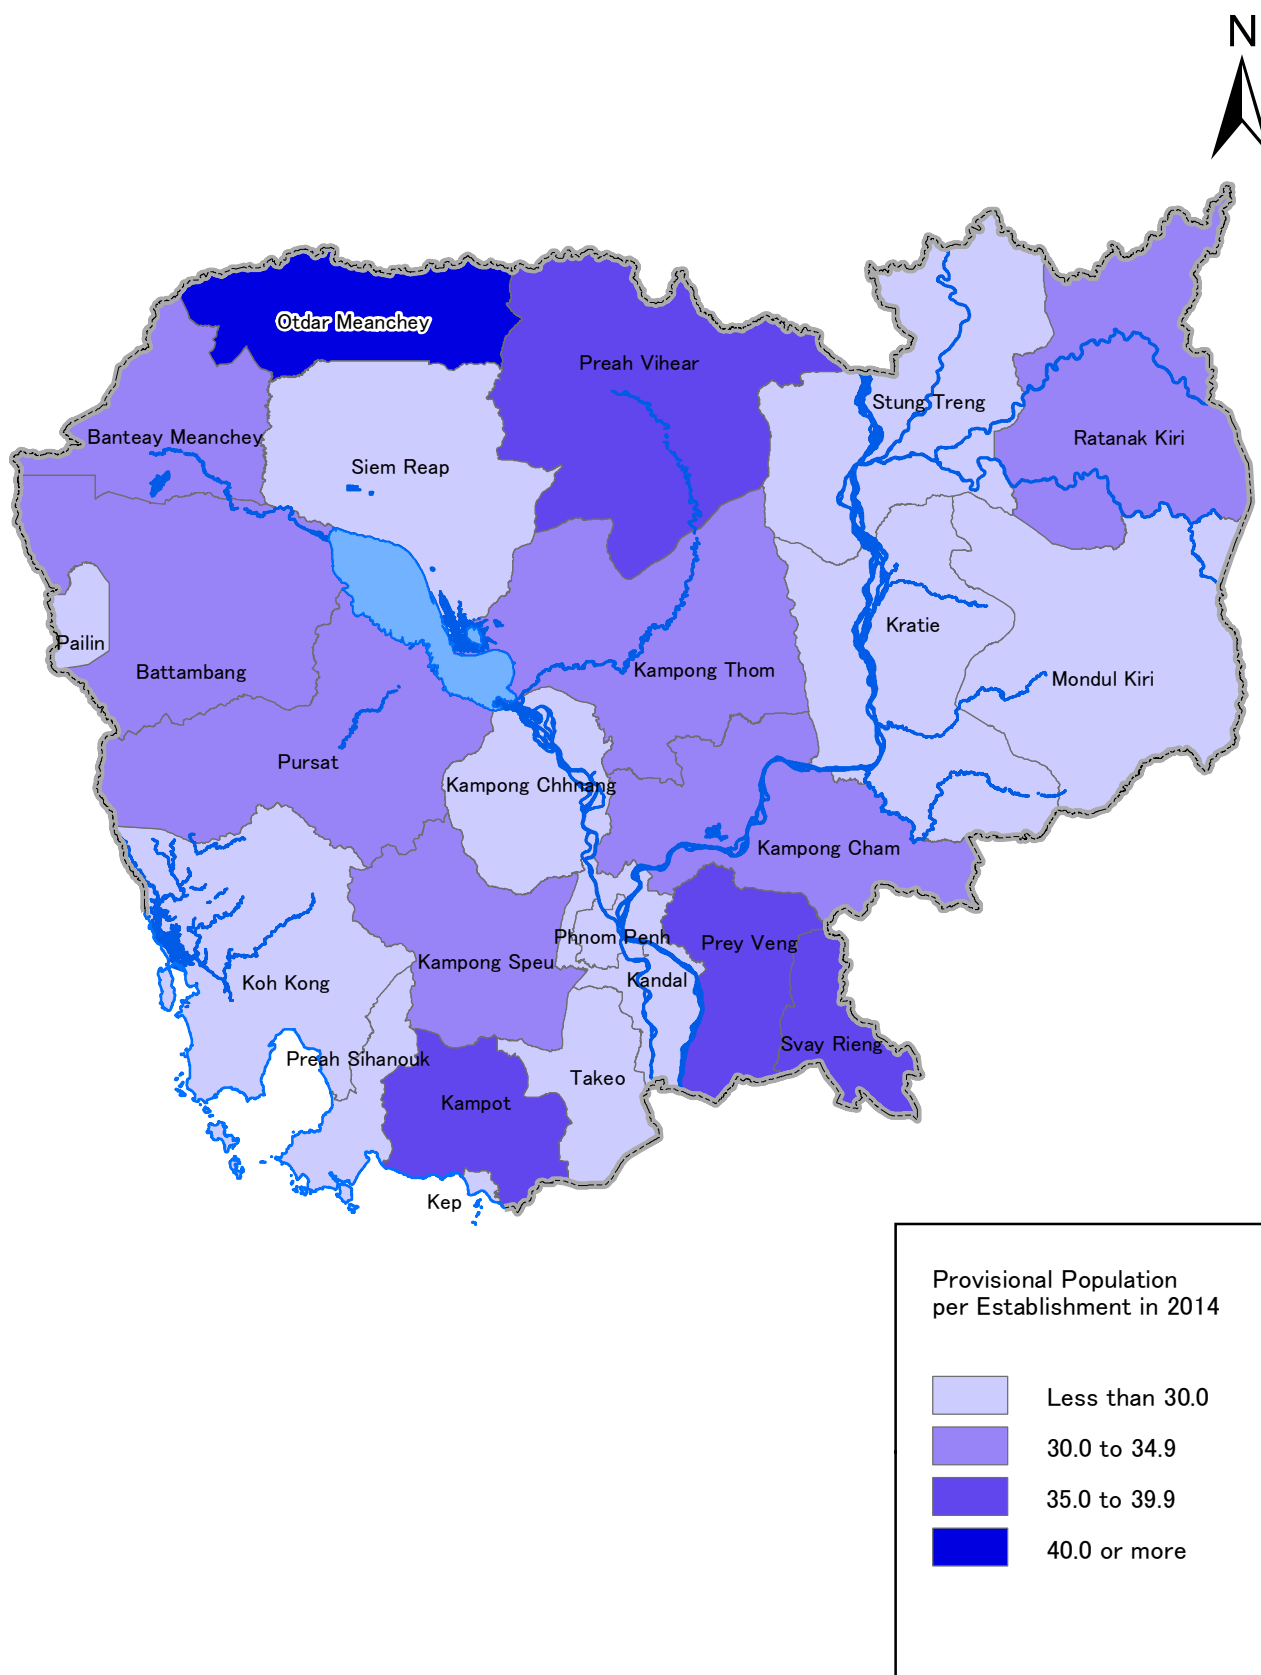 N
Otdar Meanchey
Preah Vihear
Stung Treng
Banteay Meanchey
Ratanak Kiri
Siem Reap
Kratie
Pailin
Battambang
Kampong Thom
Mondul Kiri
Pursat
Kampong Chhnang
Kampong Cham
Phnom Penh
Prey Veng
Kampong Speu
Kandal
Koh Kong
Svay Rieng
Preah Sihanouk
Takeo
Kampot
Kep
Provisional Population
per Establishment in 2014
Less than 30.0
30.0 to 34.9
35.0 to 39.9
40.0 or more